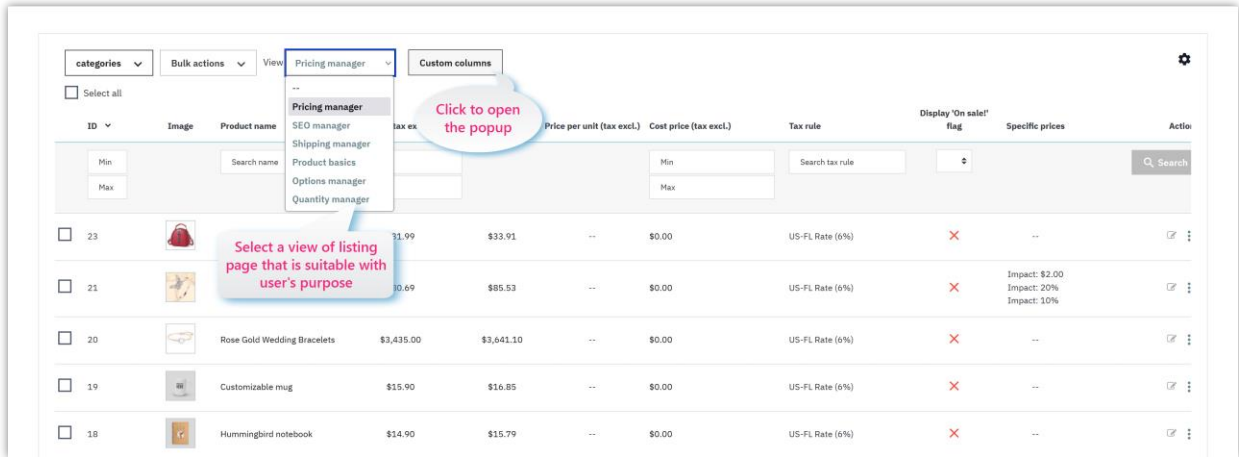 categories
Bulk actions
View
Pricing manager
Custom columns
Select all
--
Pricing manager
SEO manager
Shipping manager
Product basics
Options manager
Quantity manager
Click to open
the popup
ID
Image
Product name
tax ex
Price per unit (tax excl.)
Cost price (tax excl.)
Tax rule
Display 'On sale!'
flag
Specific prices
Action
Min
Max
Search name
Min
Max
Search tax rule
Search
Select a view of listing
page that is suitable with
user's purpose
23 $33.91 -- $0.00 US-FL Rate (6%) --
21 $85.53 -- $0.00 US-FL Rate (6%)
Impact: $2.00
Impact: 20%
Impact: 10%
20 Rose Gold Wedding Bracelets $3,435.00 $3,641.10 -- $0.00 US-FL Rate (6%) --
19 Customizable mug $15.90 $16.85 -- $0.00 US-FL Rate (6%) --
18 Hummingbird notebook $14.90 $15.79 -- $0.00 US-FL Rate (6%) --